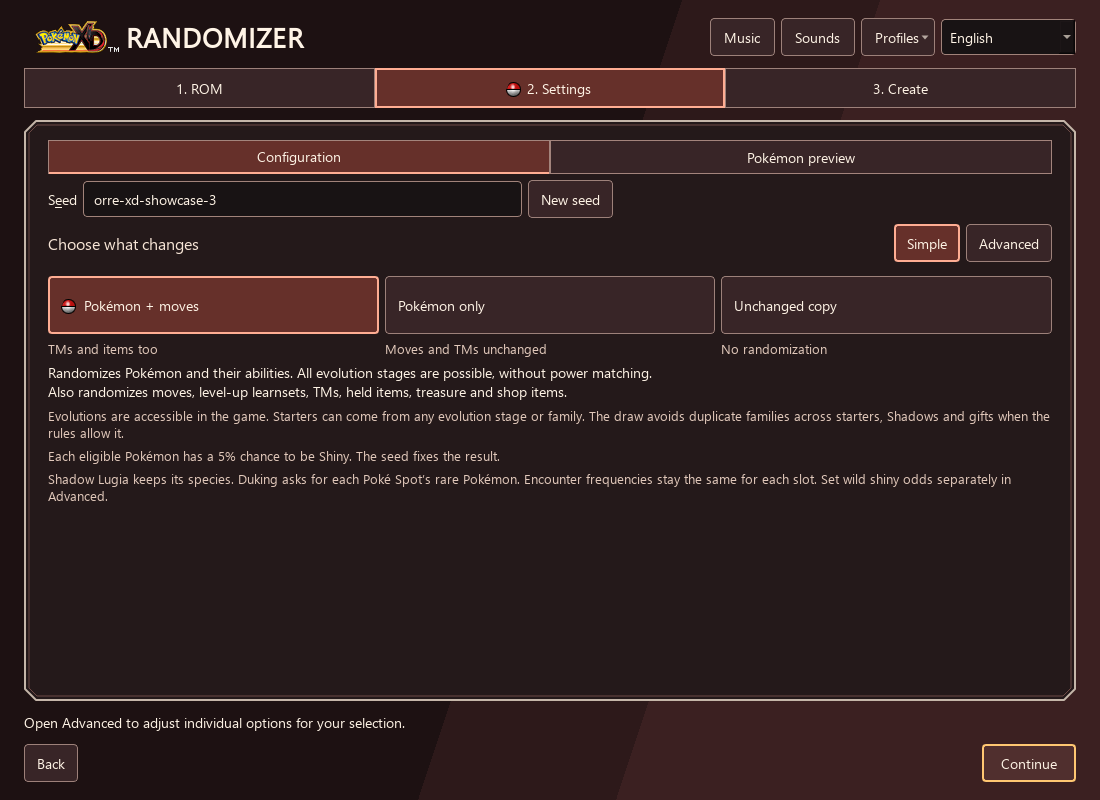 Pokémon XD™ RANDOMIZER
Music
Sounds
Profiles
English
1. ROM
2. Settings
3. Create
Configuration
Pokémon preview
Seed
orre-xd-showcase-3
New seed
Choose what changes
Simple
Advanced
Pokémon + moves
Pokémon only
Unchanged copy
TMs and items too
Moves and TMs unchanged
No randomization
Randomizes Pokémon and their abilities. All evolution stages are possible, without power matching.
Also randomizes moves, level-up learnsets, TMs, held items, treasure and shop items.
Evolutions are accessible in the game. Starters can come from any evolution stage or family. The draw avoids duplicate families across starters, Shadows and gifts when the
rules allow it.
Each eligible Pokémon has a 5% chance to be Shiny. The seed fixes the result.
Shadow Lugia keeps its species. Duking asks for each Poké Spot's rare Pokémon. Encounter frequencies stay the same for each slot. Set wild shiny odds separately in
Advanced.
Open Advanced to adjust individual options for your selection.
Back
Continue